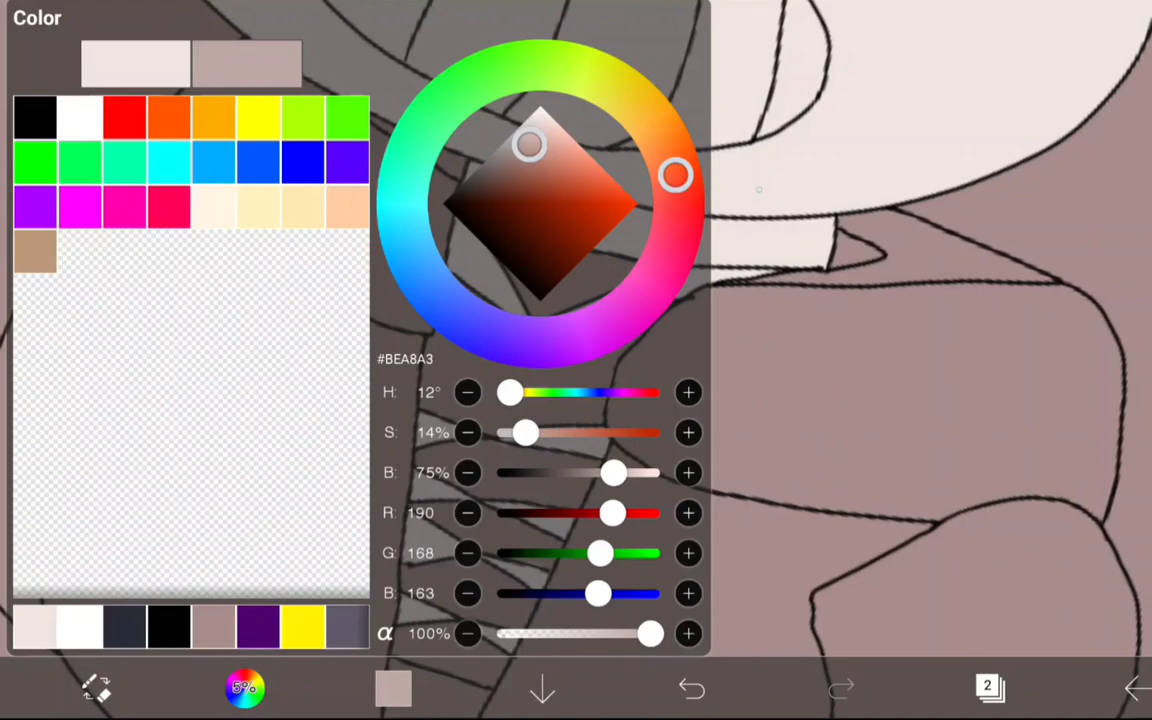 Color
#BEA8A3
H: 12°
S: 14%
B: 75%
R: 190
G: 168
B: 163
α 100%
5%
2